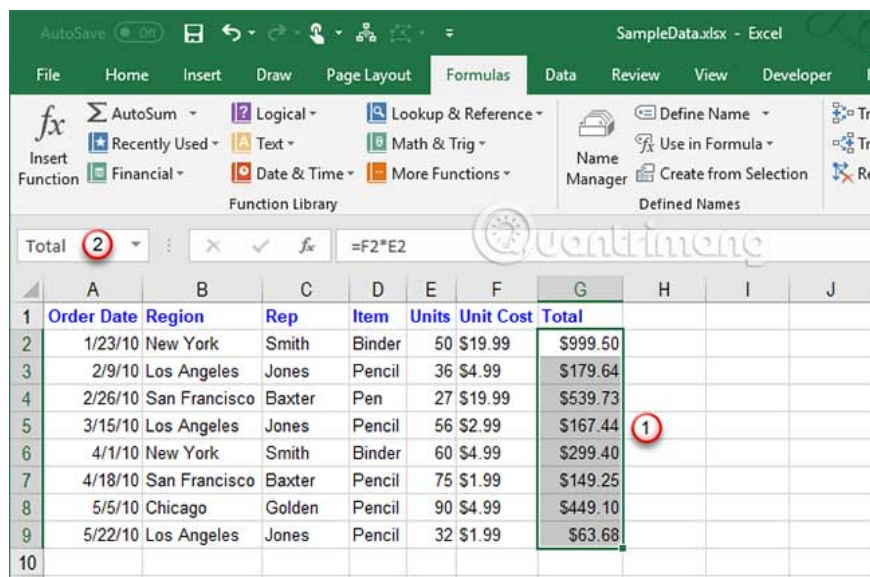 AutoSave Off SampleData.xlsx - Excel
File Home Insert Draw Page Layout Formulas Data Review View Developer
fx Insert Function
Σ AutoSum
Recently Used
Financial
? Logical
A Text
Date & Time
Lookup & Reference
θ Math & Trig
More Functions
Function Library
Name Manager
Define Name
fx Use in Formula
Create from Selection
Defined Names
Tr
Tr
Re
Total 2 fx =F2*E2
Quantrimang
A B C D E F G H I J
1 Order Date Region Rep Item Units Unit Cost Total
2 1/23/10 New York Smith Binder 50 $19.99 $999.50
3 2/9/10 Los Angeles Jones Pencil 36 $4.99 $179.64
4 2/26/10 San Francisco Baxter Pen 27 $19.99 $539.73
5 3/15/10 Los Angeles Jones Pencil 56 $2.99 $167.44 1
6 4/1/10 New York Smith Binder 60 $4.99 $299.40
7 4/18/10 San Francisco Baxter Pencil 75 $1.99 $149.25
8 5/5/10 Chicago Golden Pencil 90 $4.99 $449.10
9 5/22/10 Los Angeles Jones Pencil 32 $1.99 $63.68
10